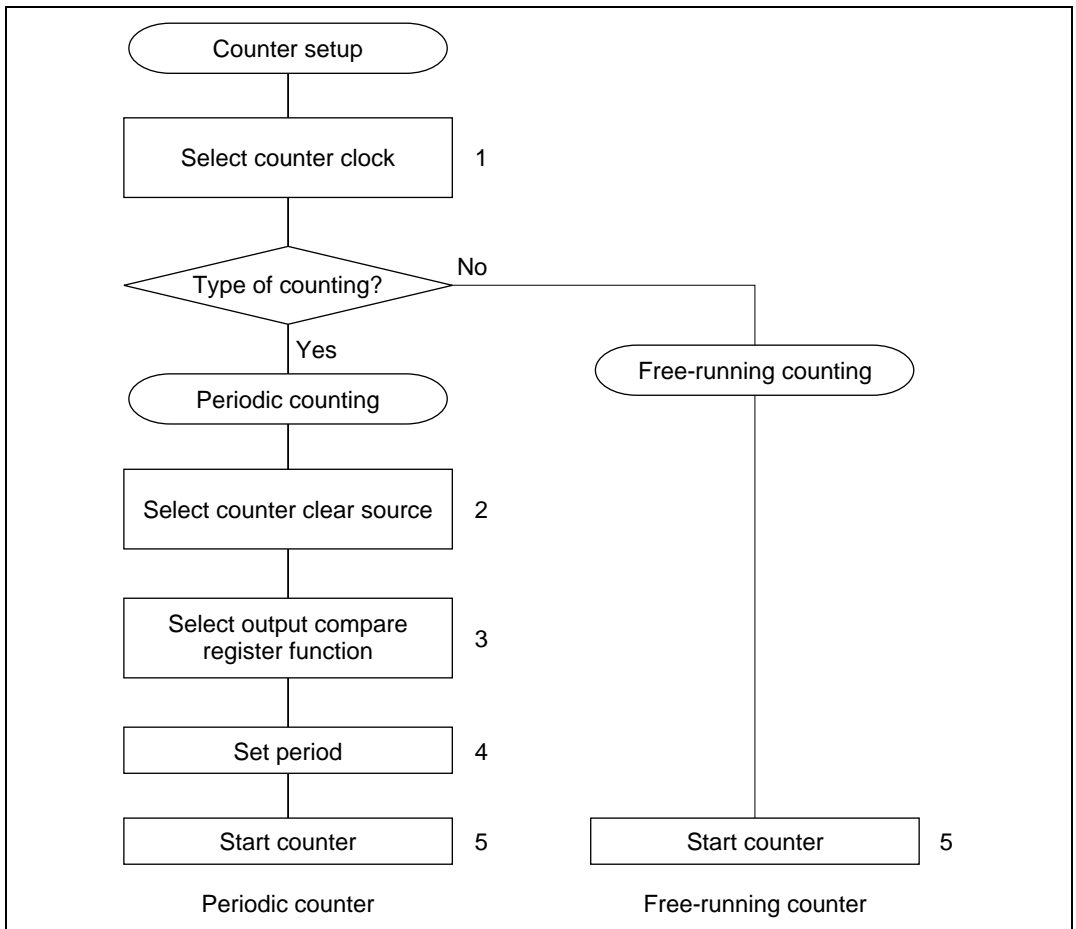 Counter setup
Select counter clock
1
Type of counting?
No
Yes
Periodic counting
Free-running counting
Select counter clear source
2
Select output compare
register function
3
Set period
4
Start counter
5
Start counter
5
Periodic counter
Free-running counter